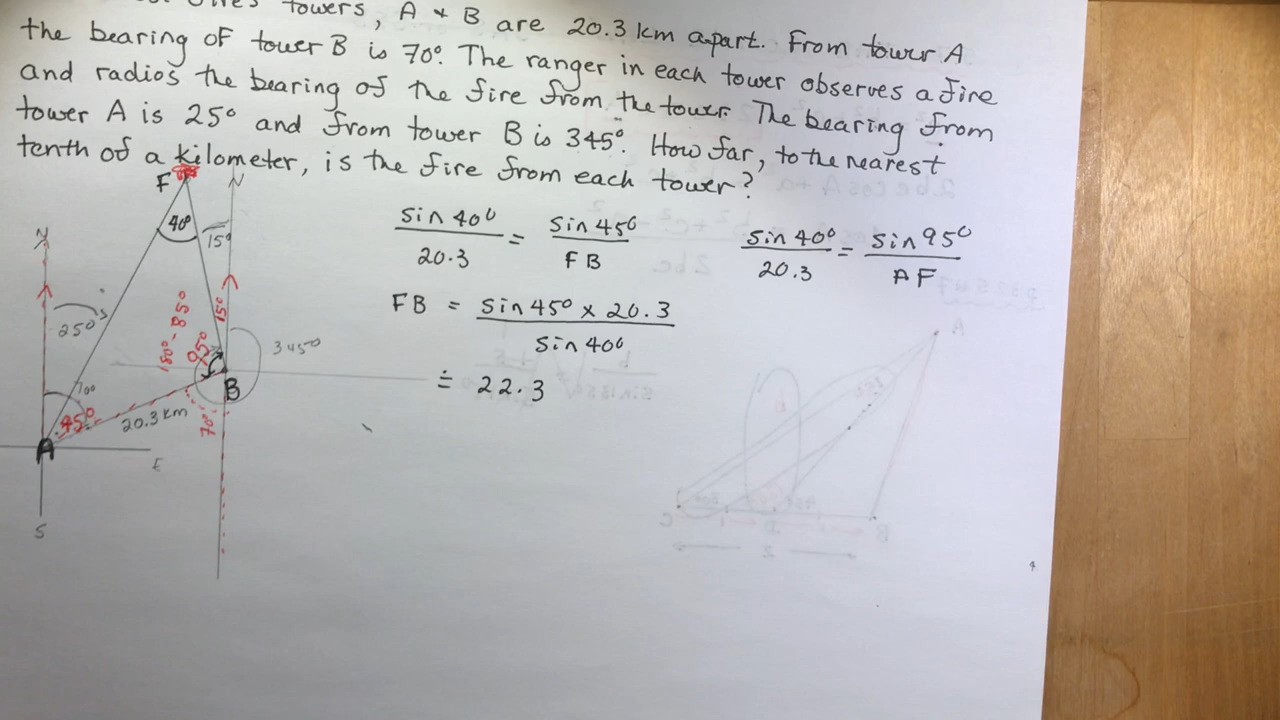 towers, A & B are 20.3 km apart. From tower A
the bearing of tower B is 70°. The ranger in each tower observes a fire
and radios the bearing of the fire from the tower. The bearing from
tower A is 25° and from tower B is 345°. How far, to the nearest
tenth of a kilometer, is the fire from each tower?
F
N
40°
15°
N
25°
70°
45°
A
E
S
20.3 km
180° - 85°
95°
15°
345°
B
70°
sin 40° / 20.3 = sin 45° / FB
sin 40° / 20.3 = sin 95° / AF
FB = sin 45° x 20.3 / sin 40°
≐ 22.3